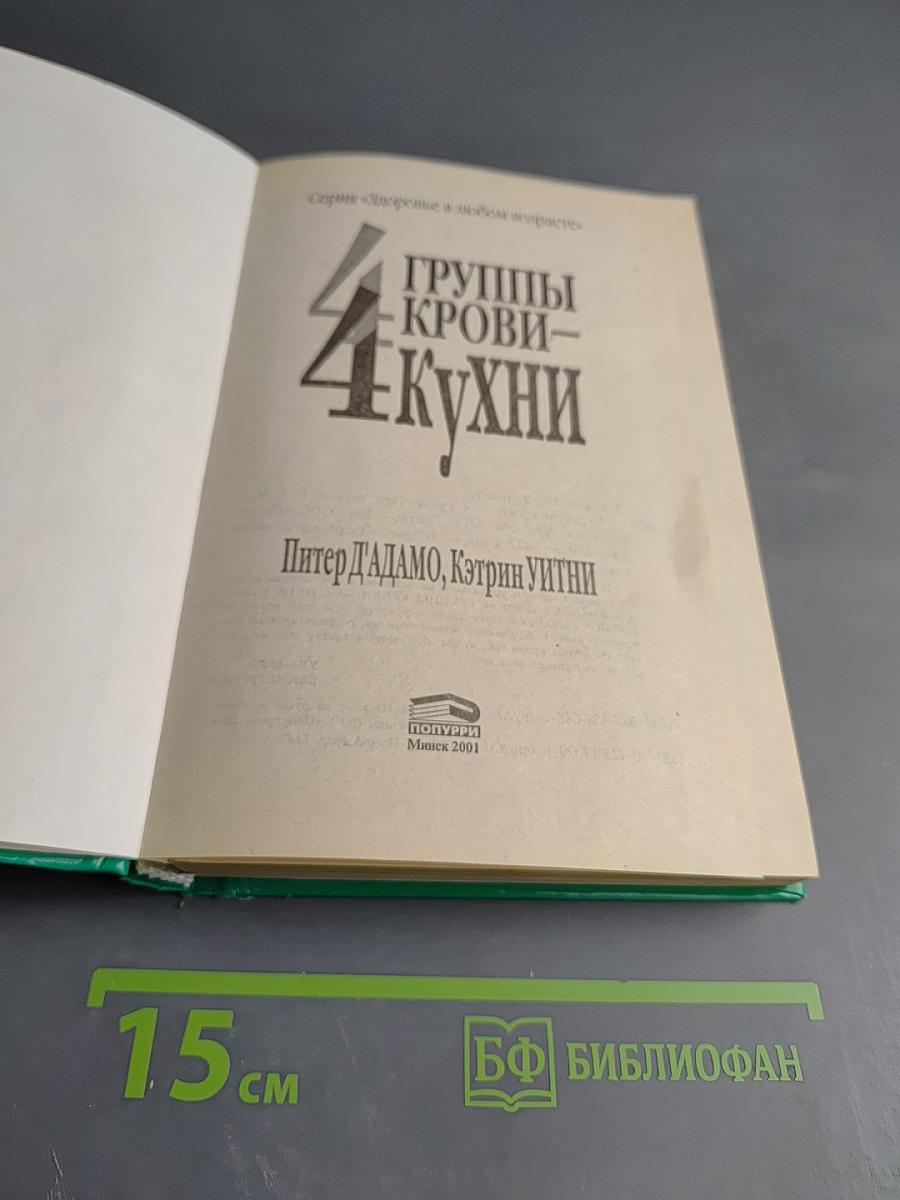 Серия «Здоровье в любом возрасте»
4 ГРУППЫ
КРОВИ–
4 КУХНИ
Питер Д'АДАМО, Кэтрин УИТНИ
ПОПУРРИ
Минск 2001
15 см
БФ БИБЛИОФАН